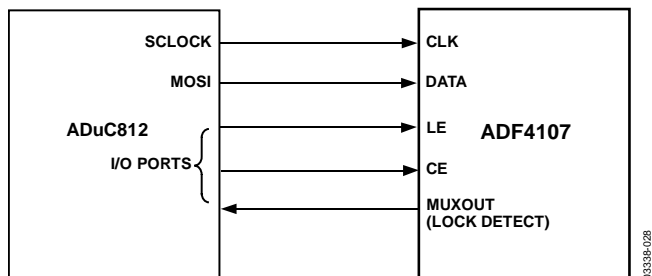 SCLOCK
MOSI
ADuC812
I/O PORTS
CLK
DATA
LE
ADF4107
CE
MUXOUT
(LOCK DETECT)
03338-028